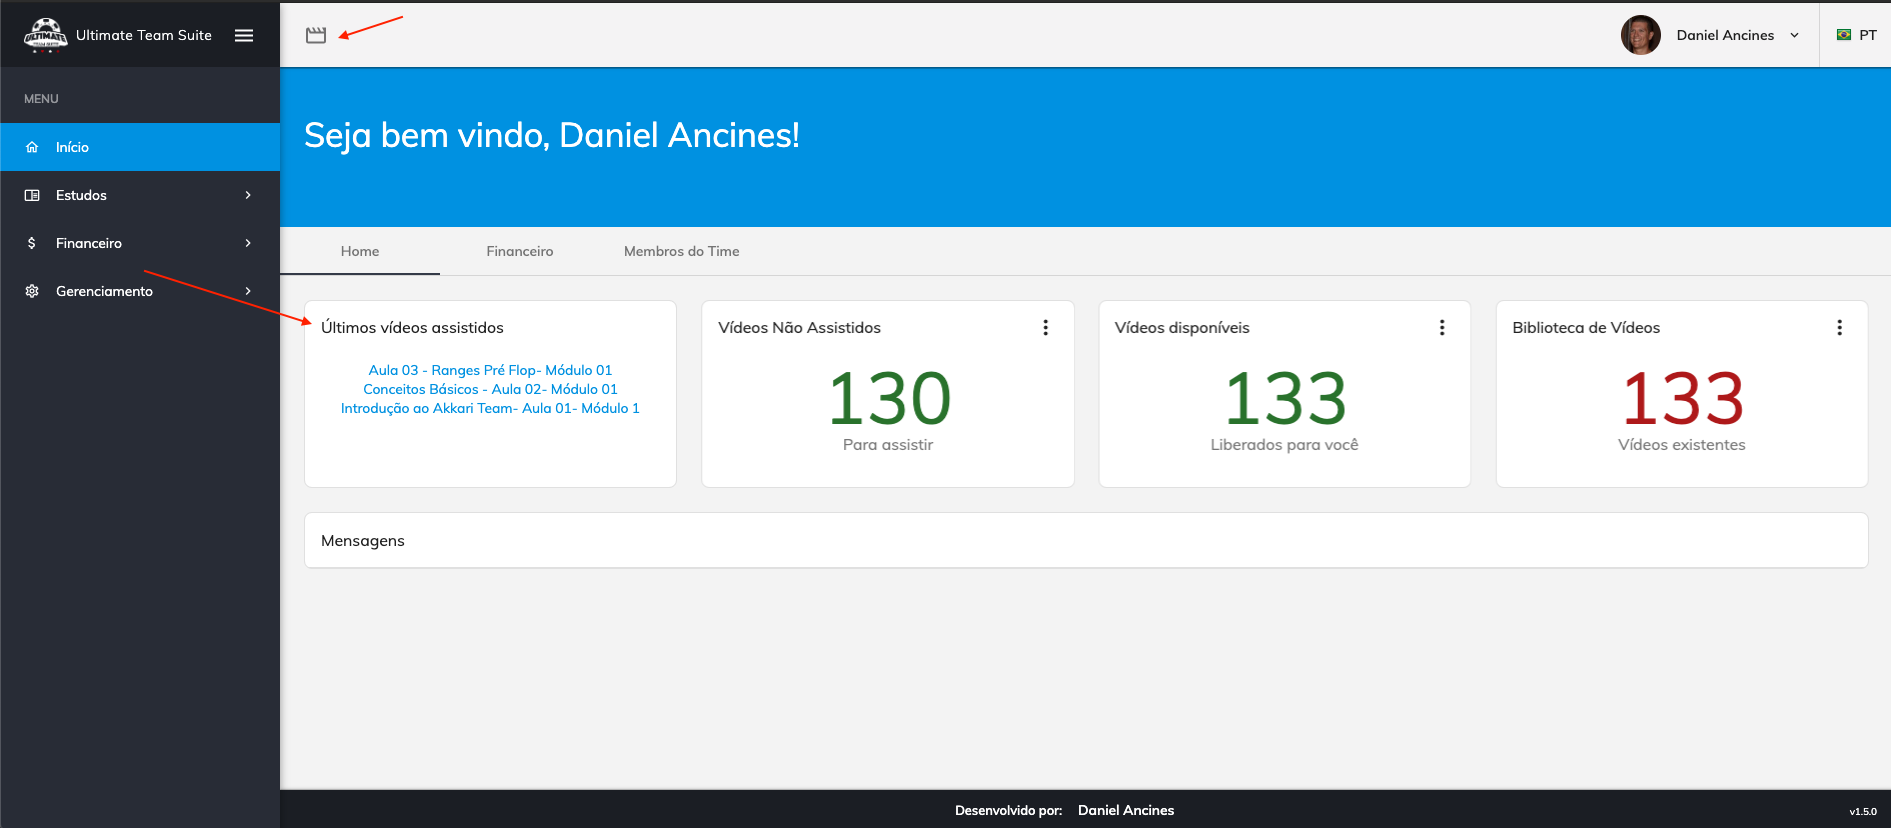 ULTIMATE
TEAM SUITE
Ultimate Team Suite
Daniel Ancines
PT
MENU
Início
Estudos
Financeiro
Gerenciamento
Seja bem vindo, Daniel Ancines!
Home
Financeiro
Membros do Time
Últimos vídeos assistidos
Aula 03 - Ranges Pré Flop- Módulo 01
Conceitos Básicos - Aula 02- Módulo 01
Introdução ao Akkari Team- Aula 01- Módulo 1
Vídeos Não Assistidos
130
Para assistir
Vídeos disponíveis
133
Liberados para você
Biblioteca de Vídeos
133
Vídeos existentes
Mensagens
Desenvolvido por: Daniel Ancines
v1.5.0